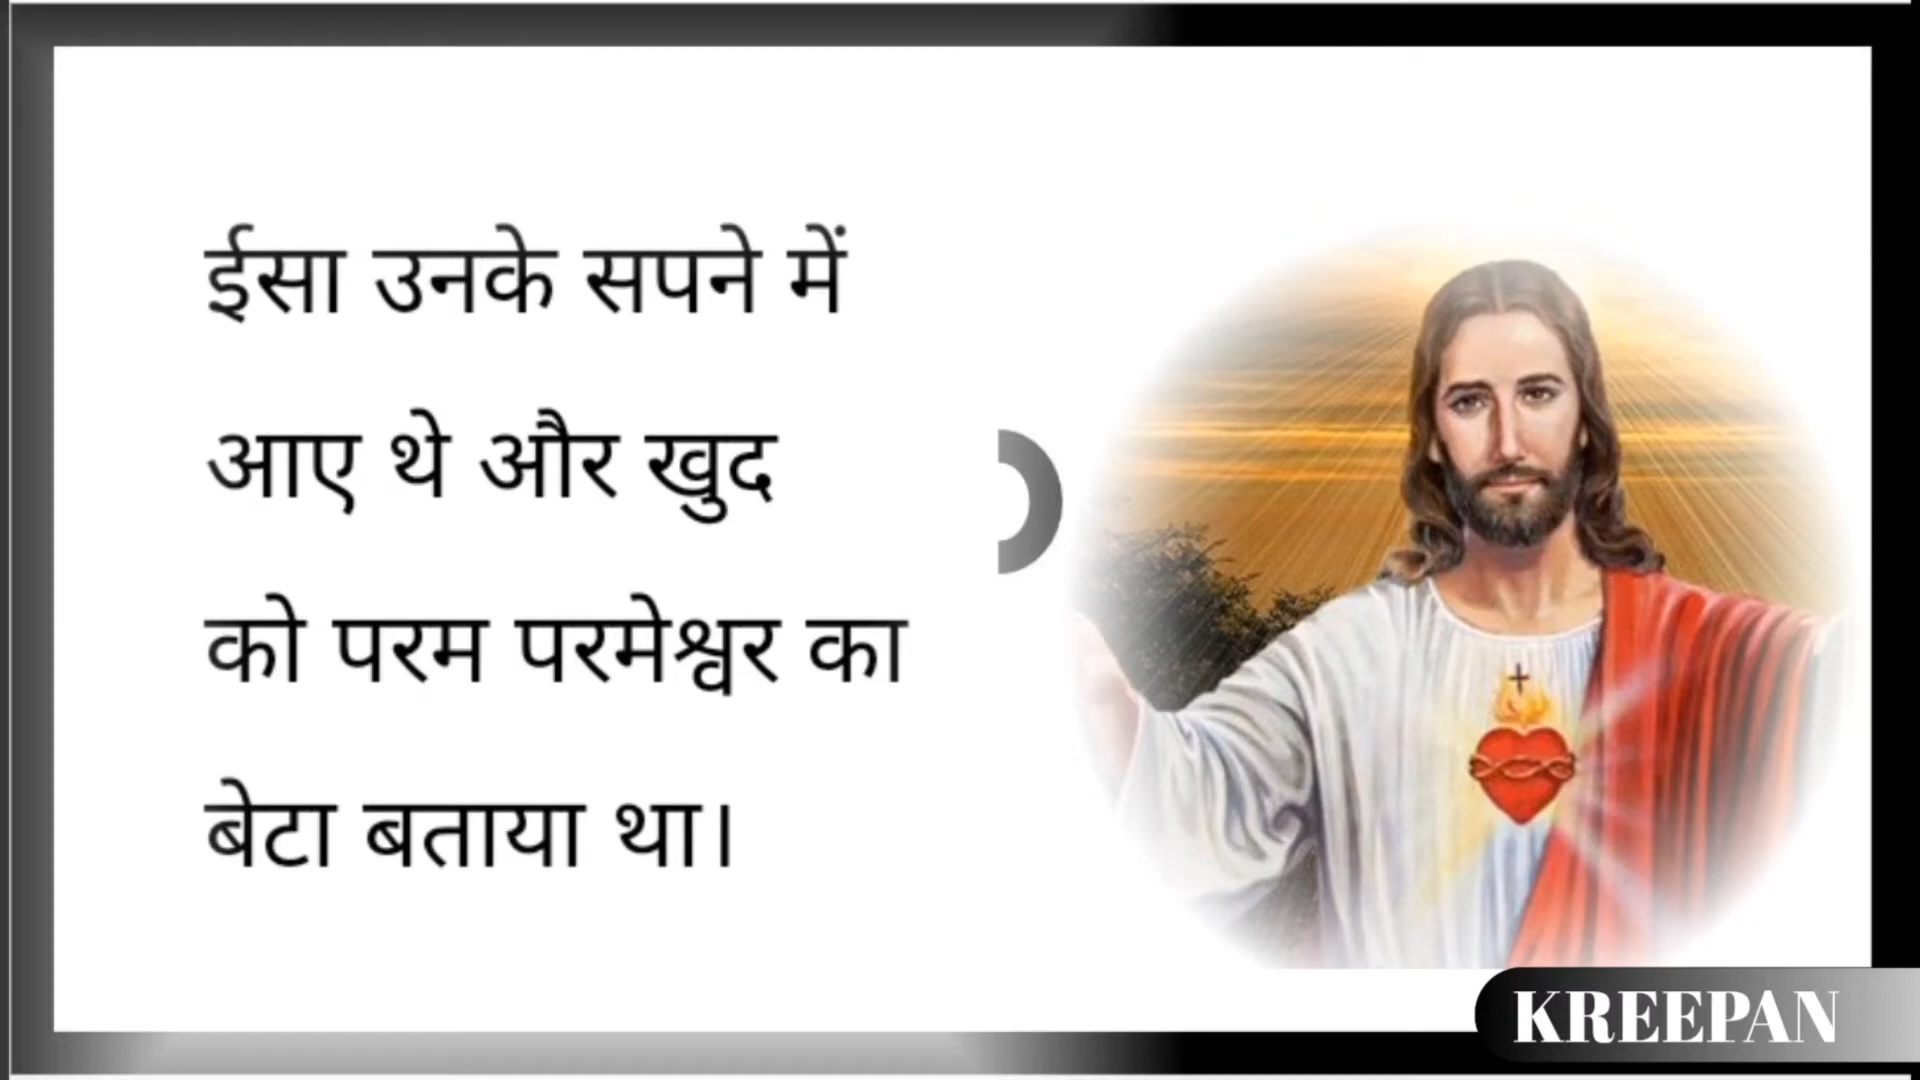 ईसा उनके सपने में
आए थे और खुद
को परम परमेश्वर का
बेटा बताया था।
KREEPAN